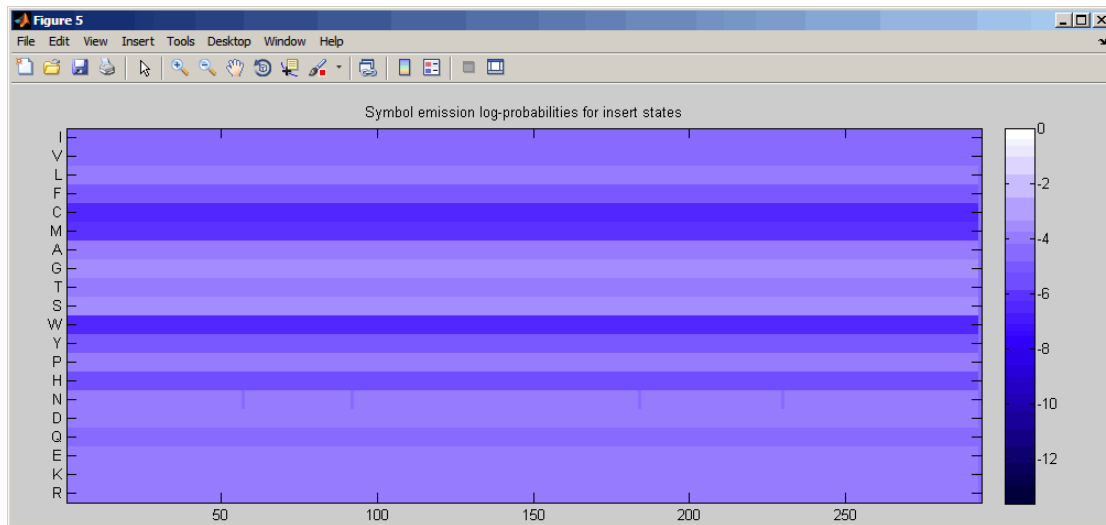 Figure 5
File Edit View Insert Tools Desktop Window Help
Symbol emission log-probabilities for insert states
I
V
L
F
C
M
A
G
T
S
W
Y
P
H
N
D
Q
E
K
R
50 100 150 200 250
0
-2
-4
-6
-8
-10
-12